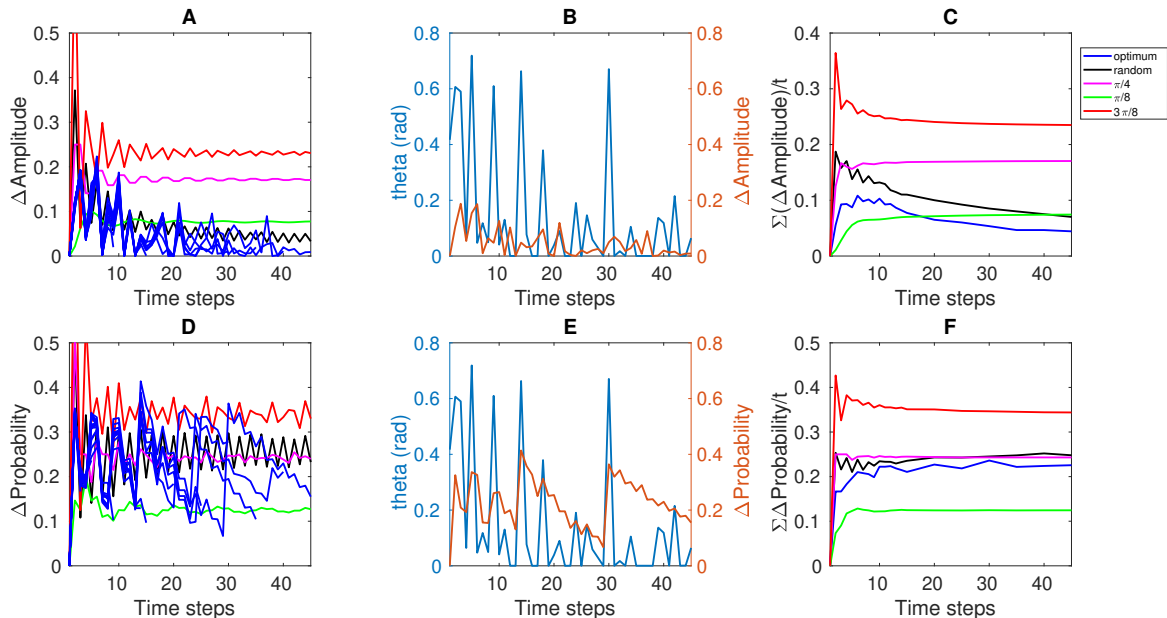 A
B
C
0.5
0.4
0.3
0.2
0.1
0
ΔAmplitude
10
20
30
40
Time steps
0.8
0.6
0.4
0.2
0
theta (rad)
0.8
0.6
0.4
0.2
0
ΔAmplitude
10
20
30
40
Time steps
0.4
0.3
0.2
0.1
0
Σ(ΔAmplitude)/t
10
20
30
40
Time steps
optimum
random
π/4
π/8
3 π/8
D
E
F
0.5
0.4
0.3
0.2
0.1
0
ΔProbability
10
20
30
40
Time steps
0.8
0.6
0.4
0.2
0
theta (rad)
0.8
0.6
0.4
0.2
0
ΔProbability
10
20
30
40
Time steps
0.5
0.4
0.3
0.2
0.1
0
ΣΔProbability/t
10
20
30
40
Time steps